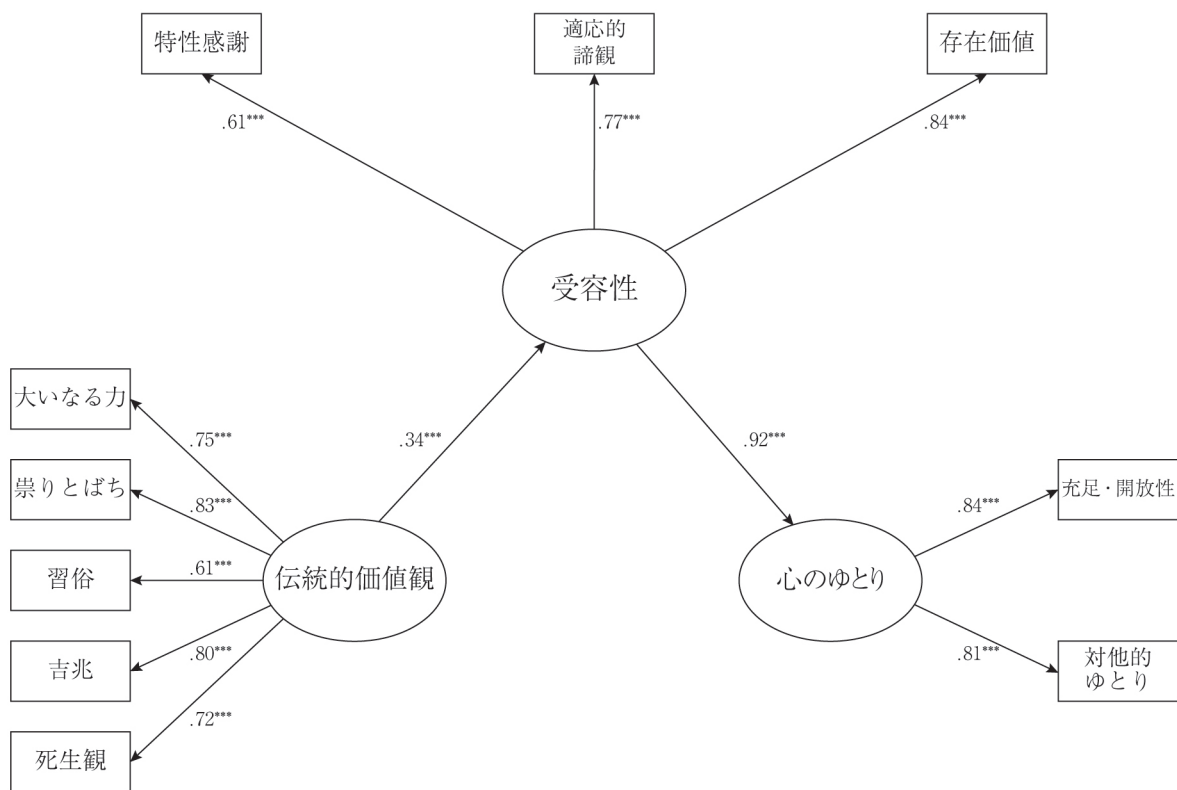 特性感謝
適応的
諦観
存在価値
.61***
.77***
.84***
受容性
大いなる力
.75***
.34***
.92***
祟りとばち
.83***
充足・開放性
.84***
習俗
.61***
伝統的価値観
心のゆとり
吉兆
.80***
.81***
対他的
ゆとり
.72***
死生観